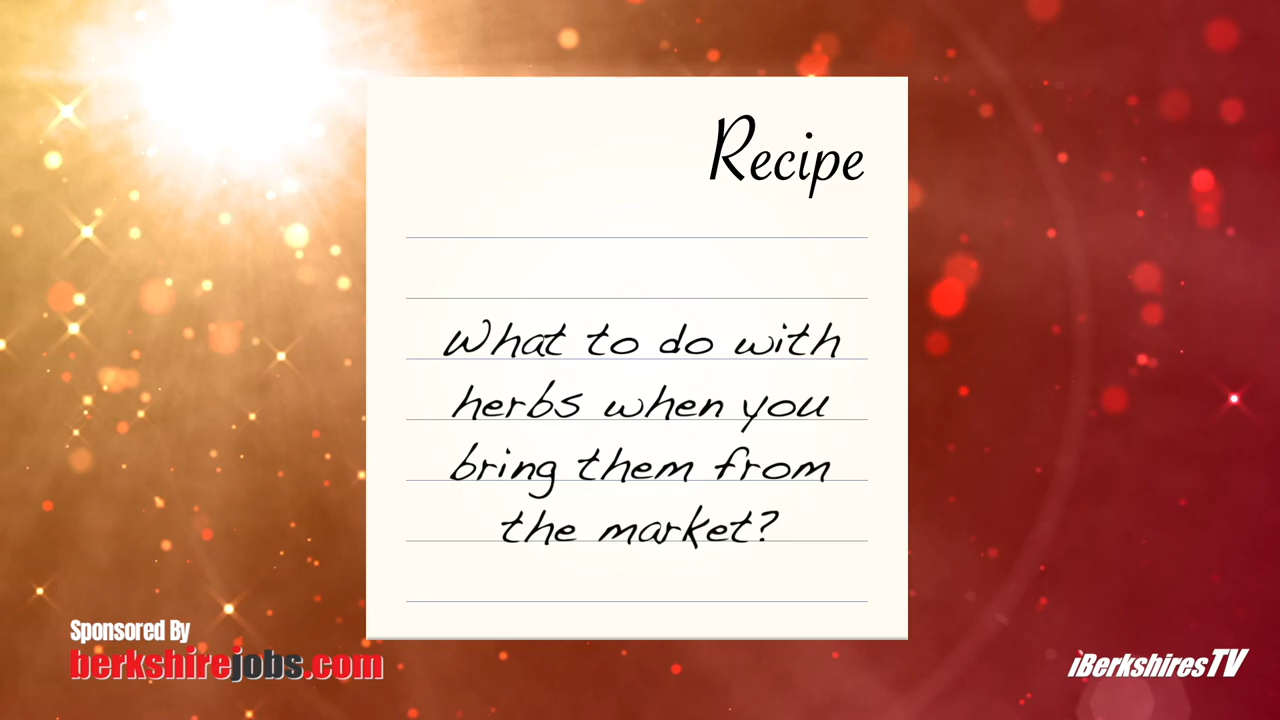 Recipe
What to do with
herbs when you
bring them from
the market?
Sponsored By
berkshirejobs.com
iBerkshiresTV